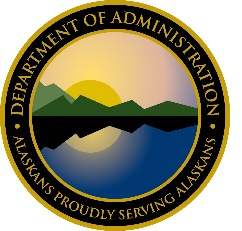 DEPARTMENT OF ADMINISTRATION
ALASKANS PROUDLY SERVING ALASKANS